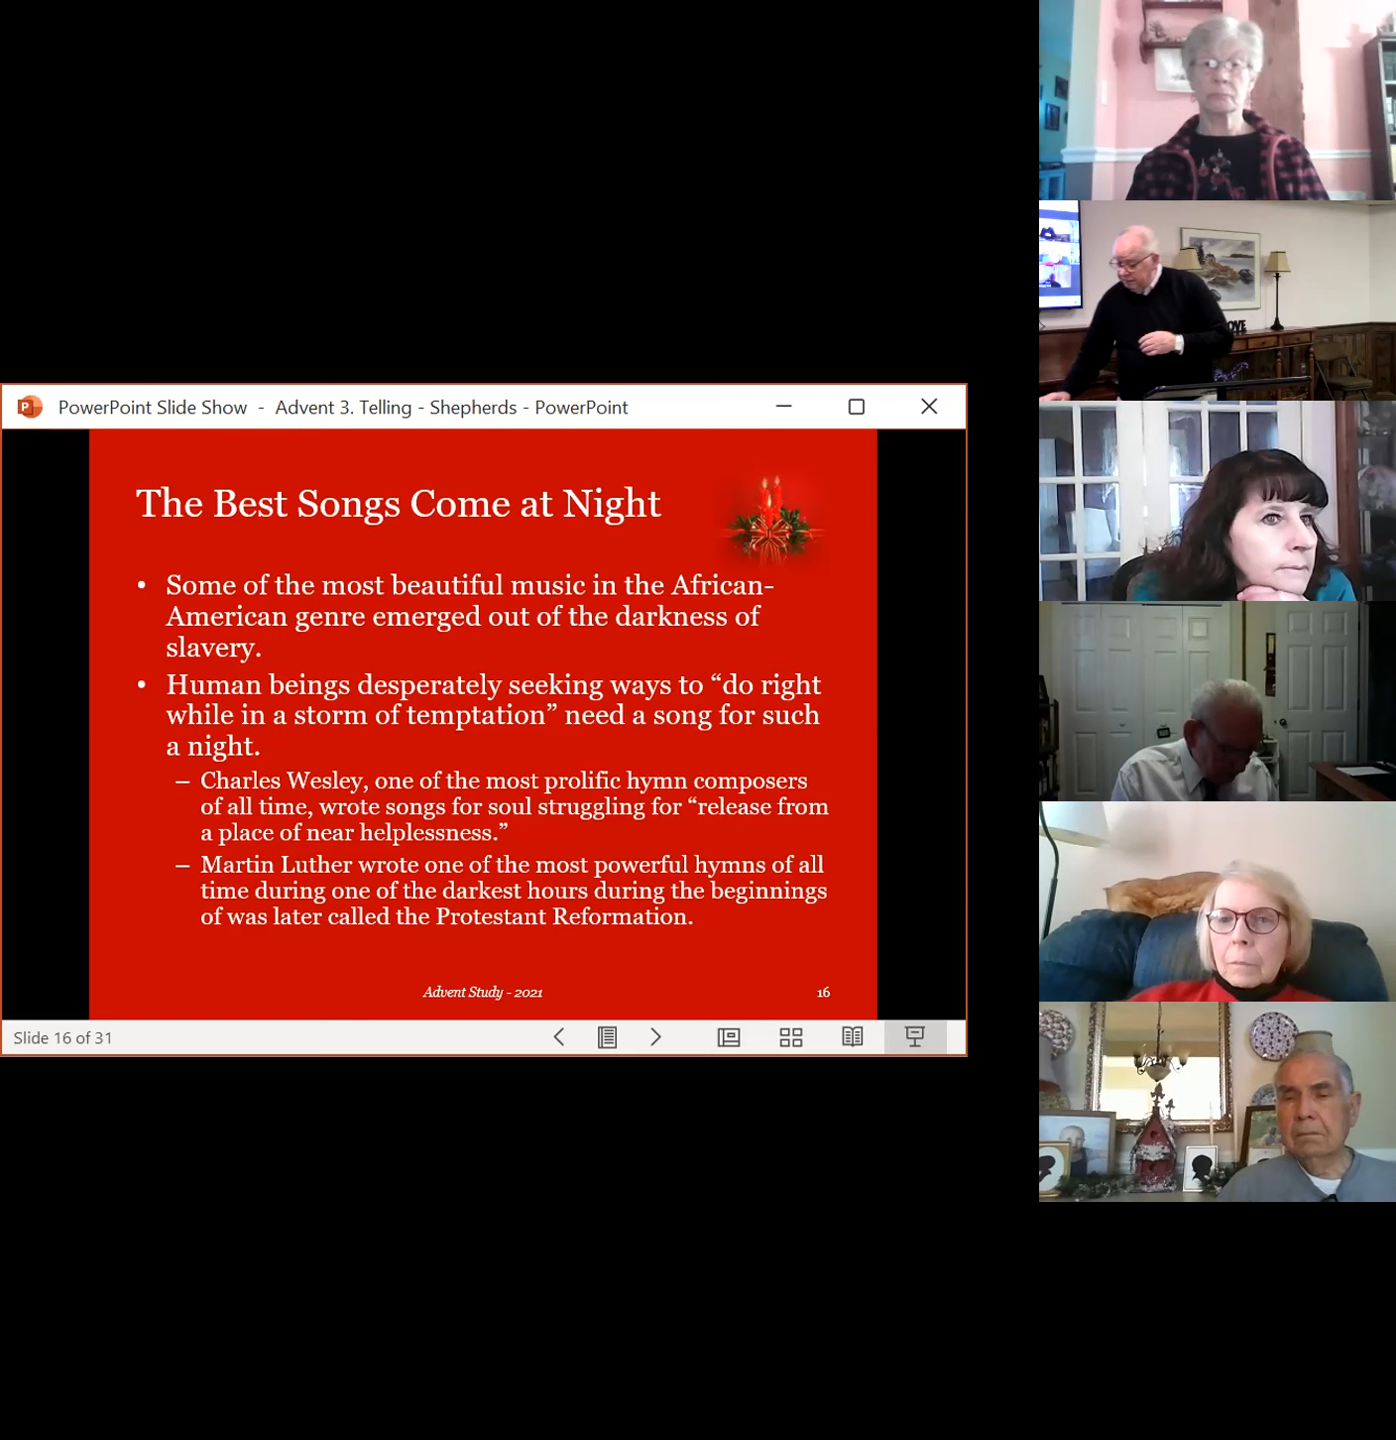 PowerPoint Slide Show - Advent 3. Telling - Shepherds - PowerPoint
The Best Songs Come at Night
• Some of the most beautiful music in the African-
American genre emerged out of the darkness of
slavery.
• Human beings desperately seeking ways to “do right
while in a storm of temptation” need a song for such
a night.
– Charles Wesley, one of the most prolific hymn composers
of all time, wrote songs for soul struggling for “release from
a place of near helplessness.”
– Martin Luther wrote one of the most powerful hymns of all
time during one of the darkest hours during the beginnings
of was later called the Protestant Reformation.
Advent Study - 2021
16
Slide 16 of 31